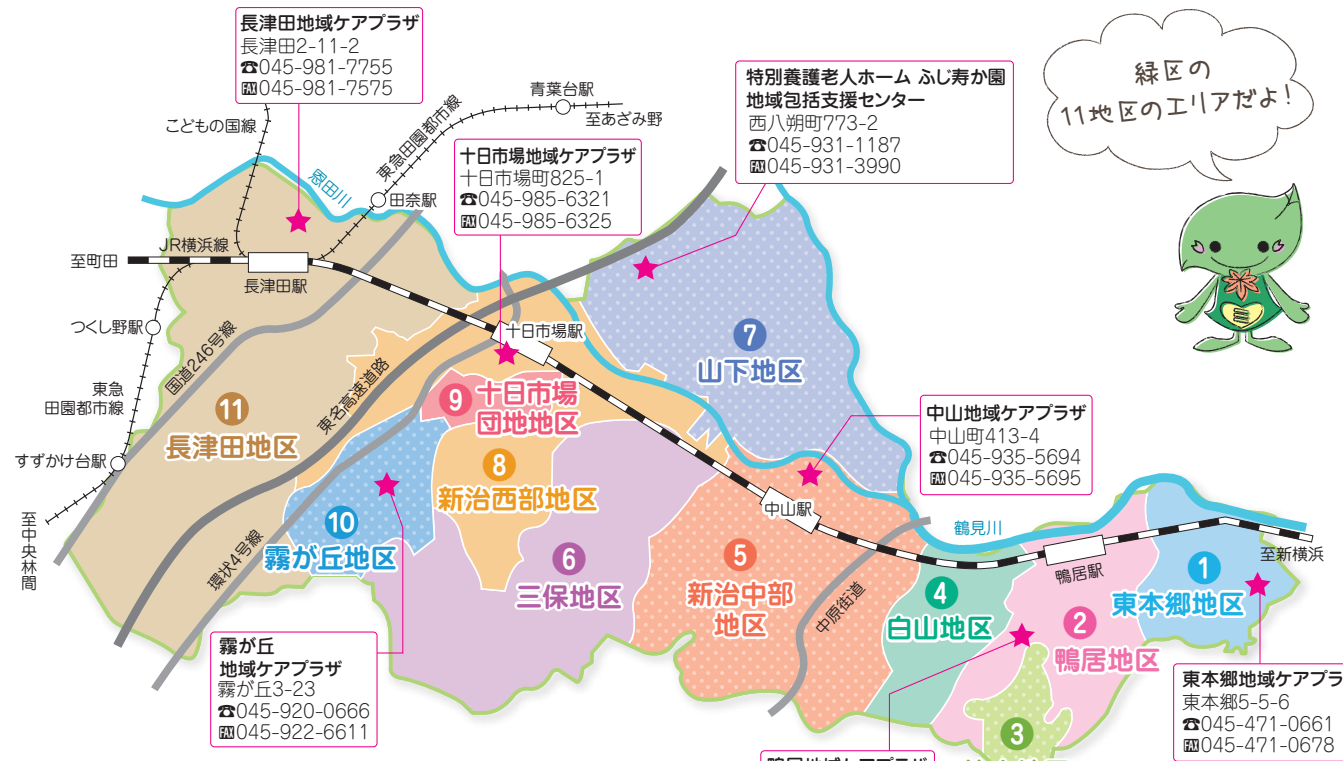 長津田地域ケアプラザ
長津田2-11-2
☎045-981-7755
FAX045-981-7575
青葉台駅
至あざみ野
こどもの国線
東急田園都市線
恩田川
田奈駅
十日市場地域ケアプラザ
十日市場町825-1
☎045-985-6321
FAX045-985-6325
特別養護老人ホーム ふじ寿か園
地域包括支援センター
西八朔町773-2
☎045-931-1187
FAX045-931-3990
緑区の
11地区のエリアだよ!
至町田
JR横浜線
長津田駅
つくし野駅
国道246号線
東急
田園都市線
すずかけ台駅
至中央林間
東名高速道路
環状4号線
十日市場駅
7
山下地区
11
長津田地区
9 十日市場
団地地区
8
新治西部地区
10
霧が丘地区
6
三保地区
中山地域ケアプラザ
中山町413-4
☎045-935-5694
FAX045-935-5695
中山駅
鶴見川
5
新治中部
地区
中原街道
4
白山地区
鴨居駅
至新横浜
1
東本郷地区
2
鴨居地区
3
霧が丘
地域ケアプラザ
霧が丘3-23
☎045-920-0666
FAX045-922-6611
東本郷地域ケアプラ
東本郷5-5-6
☎045-471-0661
FAX045-471-0678
鴨居地域ケアプラザ